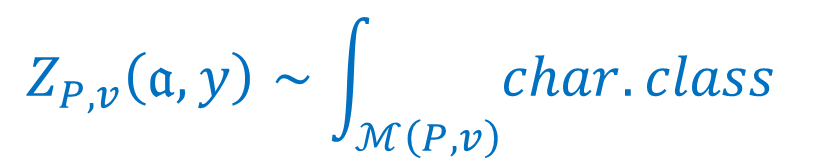 Z_{P,v}(𝔞, y) ~ ∫_{ℳ(P,v)} char. class